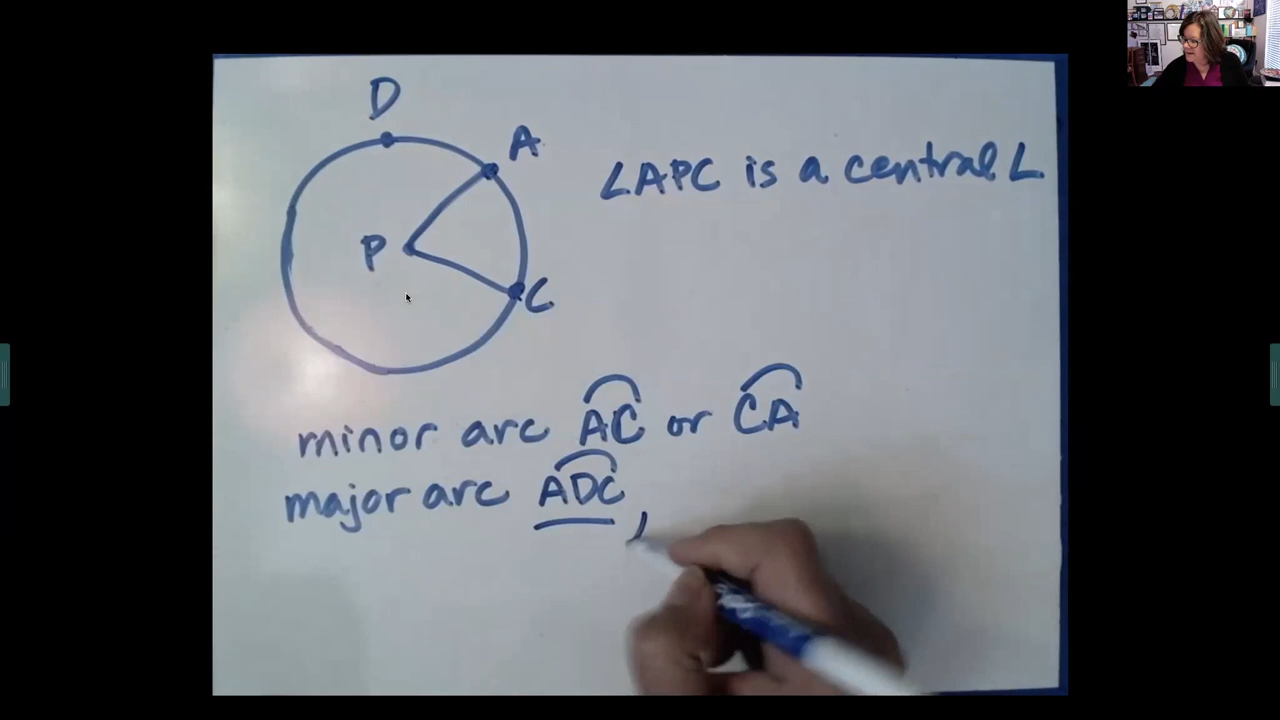 D
A
∠APC is a central ∠
P
C
minor arc AC or CA
major arc ADC,